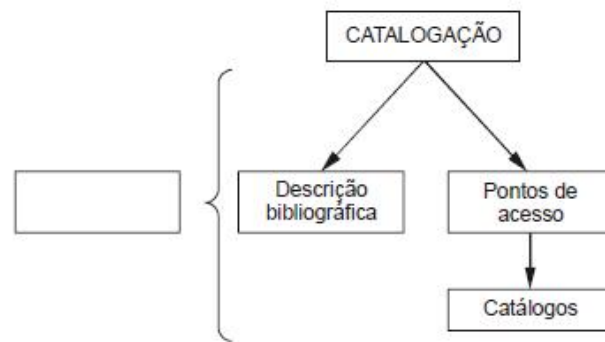 CATALOGAÇÃO
Descrição
bibliográfica
Pontos de
acesso
Catálogos